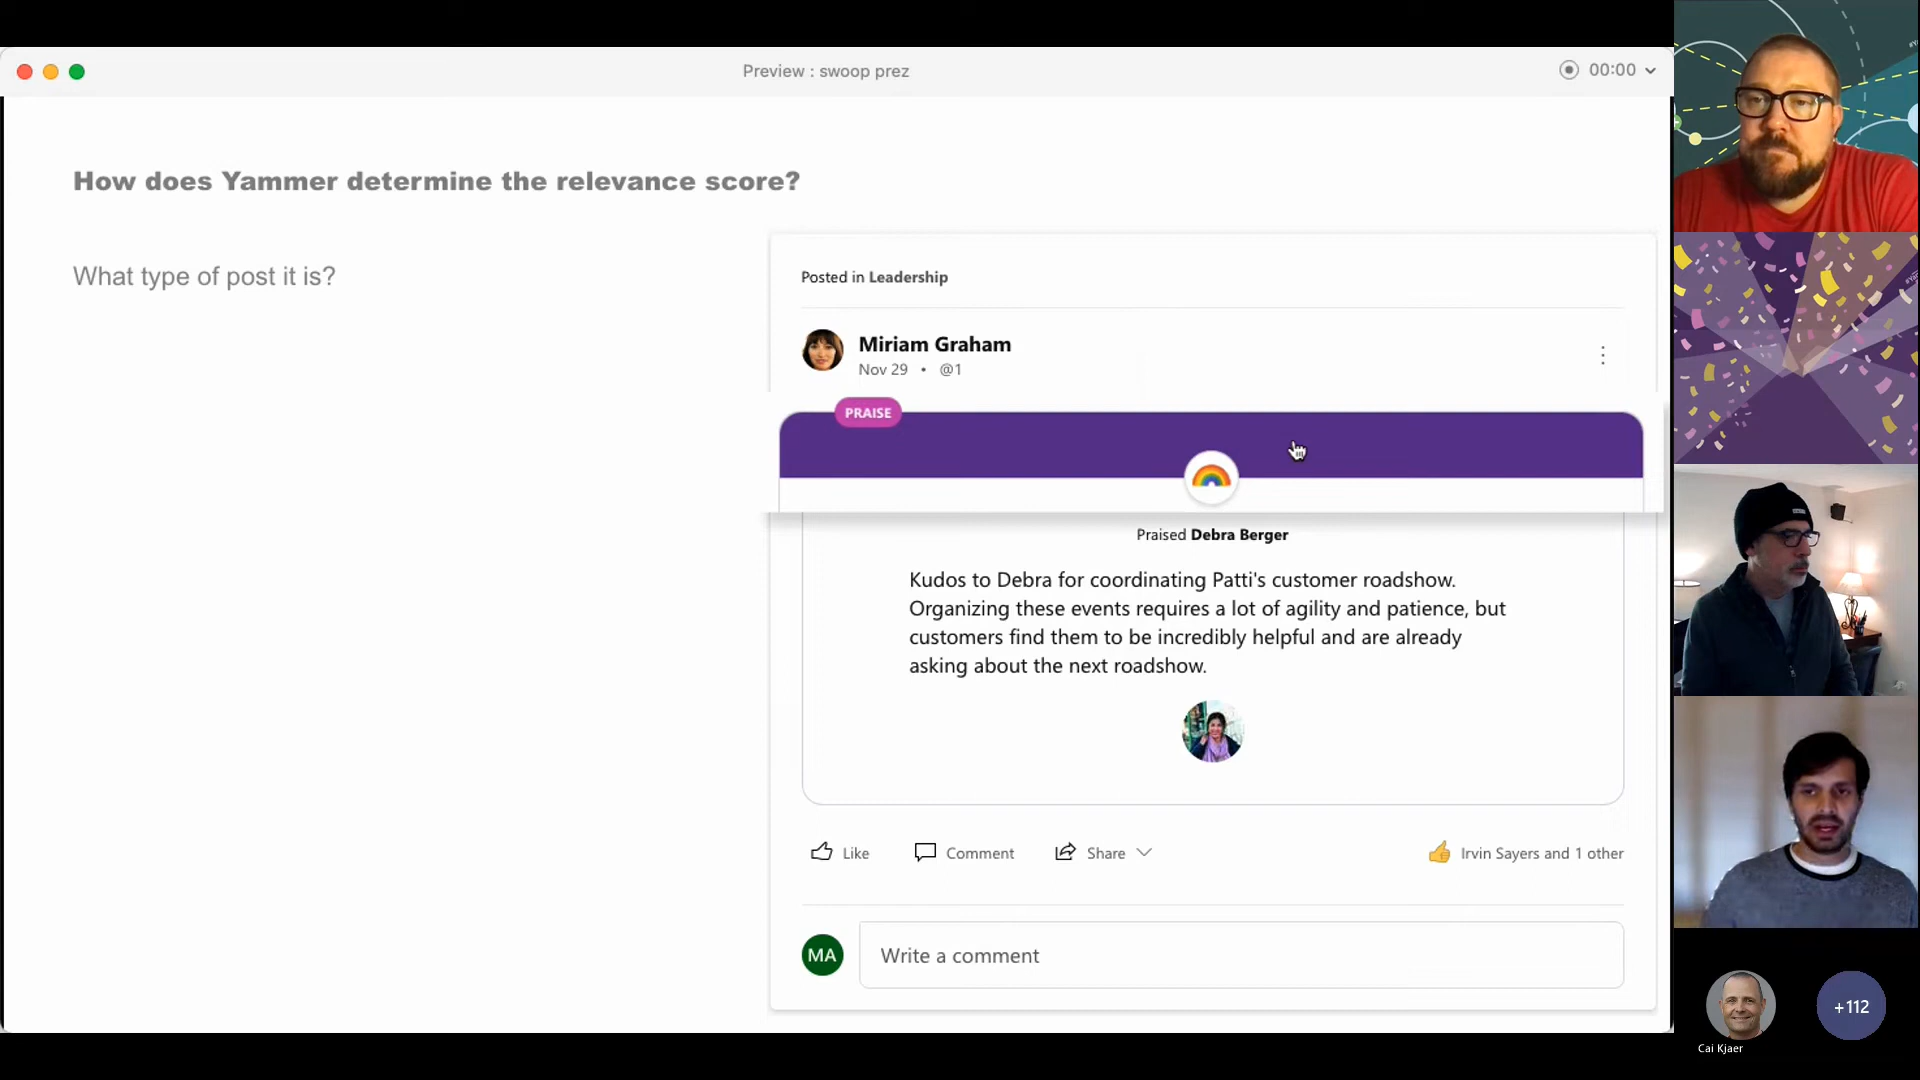 Preview : swoop prez
00:00
How does Yammer determine the relevance score?
What type of post it is?
Posted in Leadership
Miriam Graham
Nov 29 • @1
PRAISE
Praised Debra Berger
Kudos to Debra for coordinating Patti's customer roadshow.
Organizing these events requires a lot of agility and patience, but
customers find them to be incredibly helpful and are already
asking about the next roadshow.
Like
Comment
Share
Irvin Sayers and 1 other
MA
Write a comment
+112
Cai Kjaer